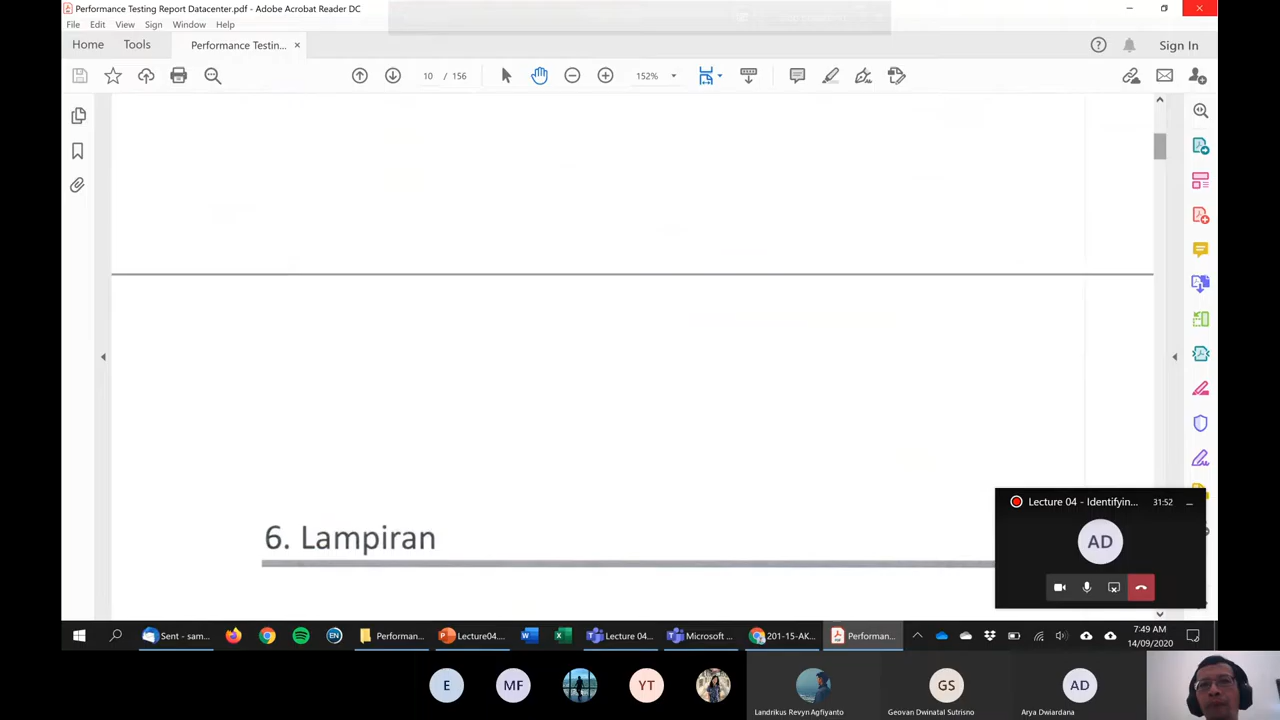 Performance Testing Report Datacenter.pdf - Adobe Acrobat Reader DC
File Edit View Sign Window Help
Home Tools Performance Testin... × Sign In
10 / 156 152%
6. Lampiran
Lecture 04 - Identifyin... 31:52
AD
Sent - sam... EN Performan... Lecture04.... Lecture 04... Microsoft ... 201-15-AK... Performan... 7:49 AM
14/09/2020
E MF YT GS AD
Landrikus Revyn Agfiyanto Geovan Dwinatal Sutrisno Arya Dwiardana